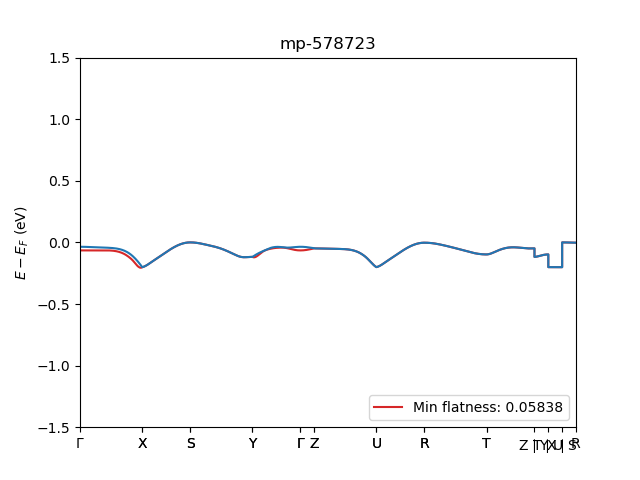 mp-578723
E − E_F (eV)
1.5
1.0
0.5
0.0
−0.5
−1.0
−1.5
Min flatness: 0.05838
Γ X S Y Γ Z U R T Z | T Y | X U | S R